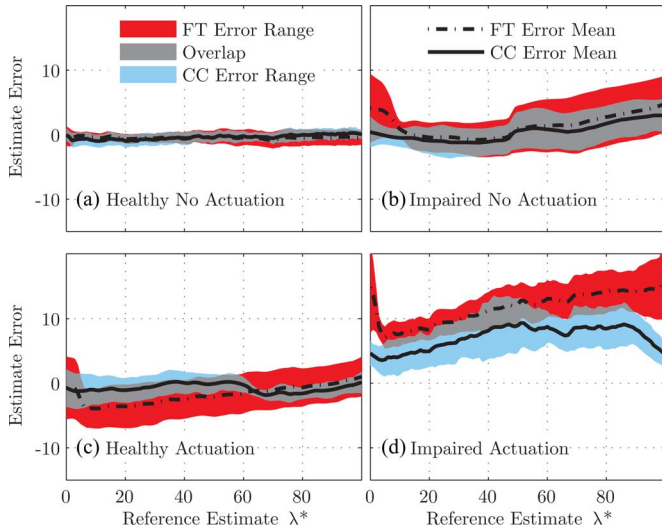 FT Error Range
Overlap
CC Error Range
FT Error Mean
CC Error Mean
Estimate Error
10
0
-10
(a) Healthy No Actuation
(b) Impaired No Actuation
Estimate Error
10
0
-10
(c) Healthy Actuation
(d) Impaired Actuation
0 20 40 60 80
0 20 40 60 80 100
Reference Estimate λ*
Reference Estimate λ*